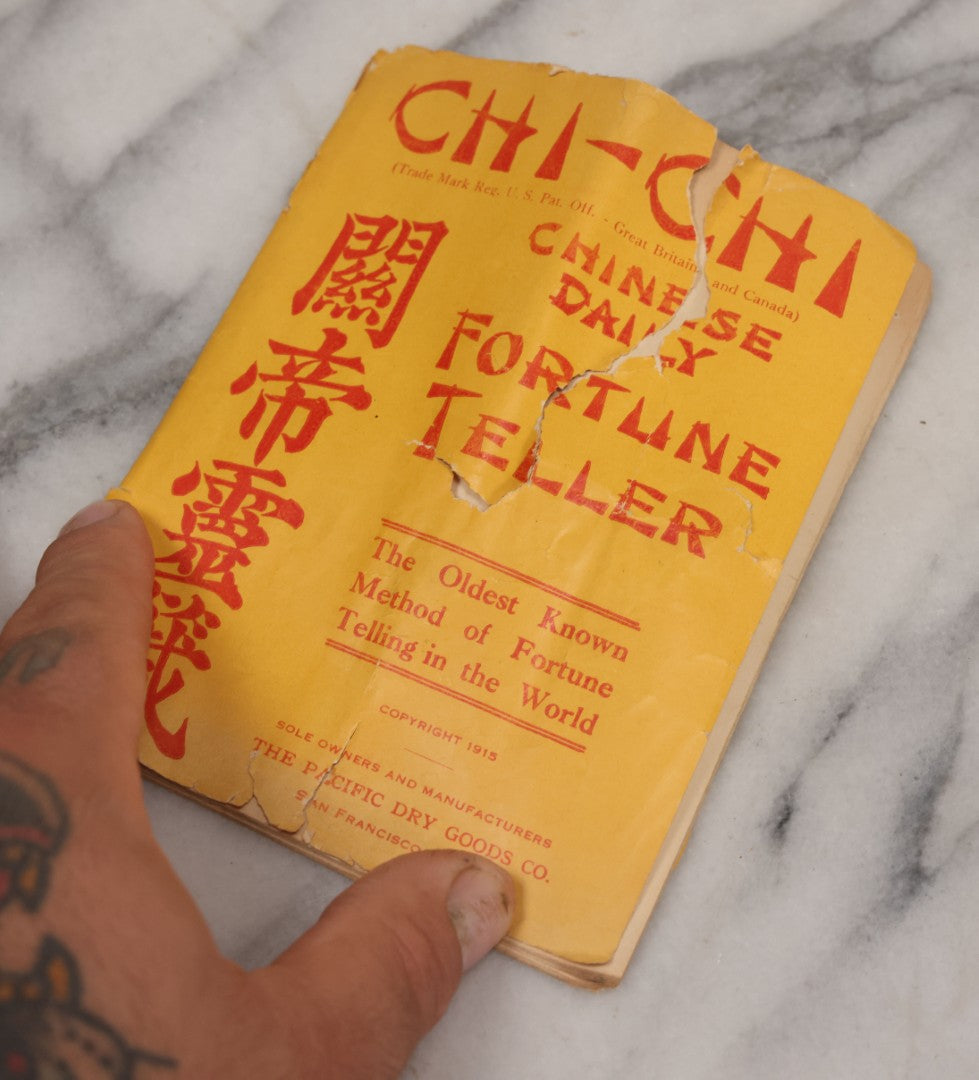 CHI-CHI
(Trade Mark Reg. U. S. Pat. Off. - Great Britain and Canada)
關帝靈籤
CHINESE
DAILY
FORTUNE
TELLER
The Oldest Known
Method of Fortune
Telling in the World
COPYRIGHT 1915
SOLE OWNERS AND MANUFACTURERS
THE PACIFIC DRY GOODS CO.
SAN FRANCISCO